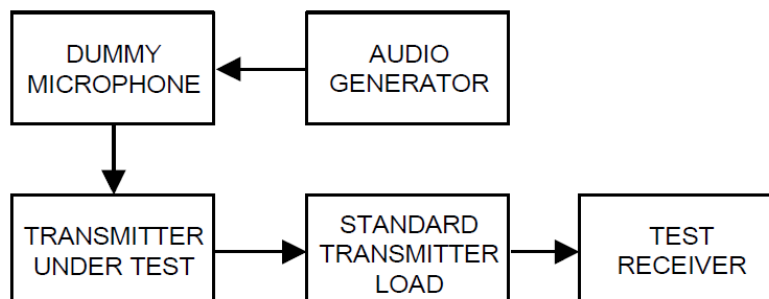 DUMMY
MICROPHONE
AUDIO
GENERATOR
TRANSMITTER
UNDER TEST
STANDARD
TRANSMITTER
LOAD
TEST
RECEIVER